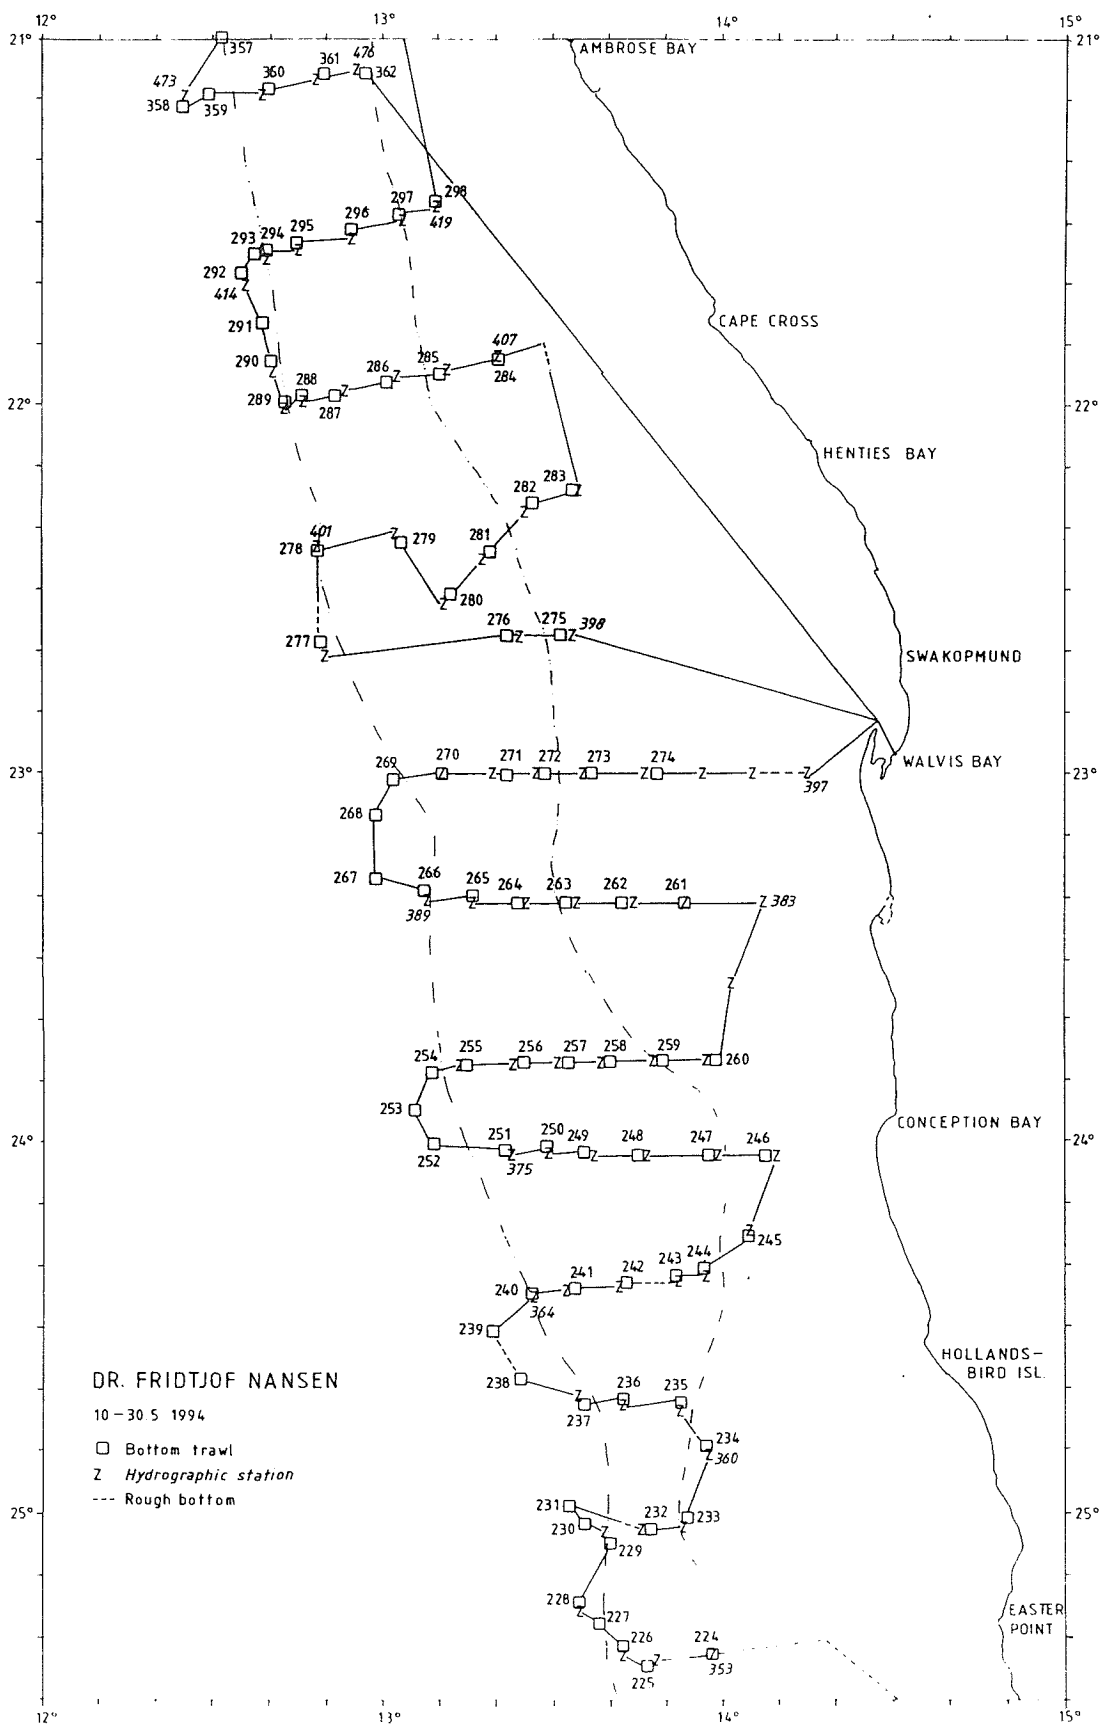 12° 13° 14° 15°
21° 21°
AMBROSE BAY
357
473 360 361 476 362
358 359
293 294 295 296 297 298
419
292
414
CAPE CROSS
291
290 286 285 407
284
289 288 287
22° 22°
HENTIES BAY
282 283
401
278 279 281
280
276 275 398
277
SWAKOPMUND
269 270 271 272 273 274
23° 23°
WALVIS BAY
397
268
267 266 265 264 263 262 261
389 383
254 255 256 257 258 259 260
253
CONCEPTION BAY
24° 24°
251 250 249 248 247 246
252 375
245
240 241 242 243 244
364
239
HOLLANDS-
BIRD ISL.
238 236 235
237
DR. FRIDTJOF NANSEN
10-30.5 1994
Bottom trawl
Z Hydrographic station
--- Rough bottom
234
360
25° 25°
231 232 233
230
229
228
227
EASTER
POINT
226 224
225 353
12° 13° 14° 15°